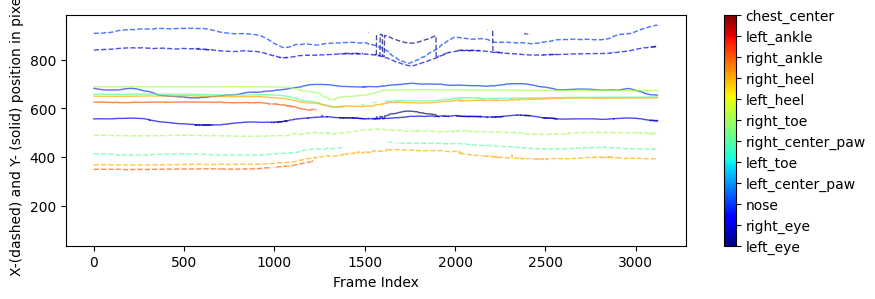 X-(dashed) and Y- (solid) position in pixe
800
600
400
200
0
500
1000
1500
2000
2500
3000
Frame Index
chest_center
left_ankle
right_ankle
right_heel
left_heel
right_toe
right_center_paw
left_toe
left_center_paw
nose
right_eye
left_eye